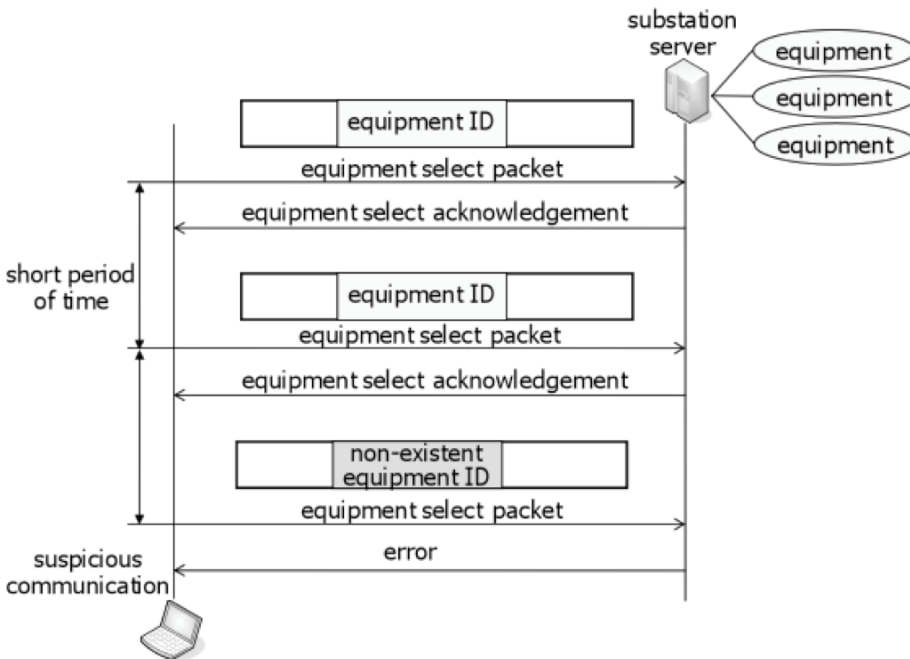 substation
server
equipment
equipment
equipment
equipment ID
equipment select packet
equipment select acknowledgement
short period
of time
equipment ID
equipment select packet
equipment select acknowledgement
non-existent
equipment ID
equipment select packet
error
suspicious
communication